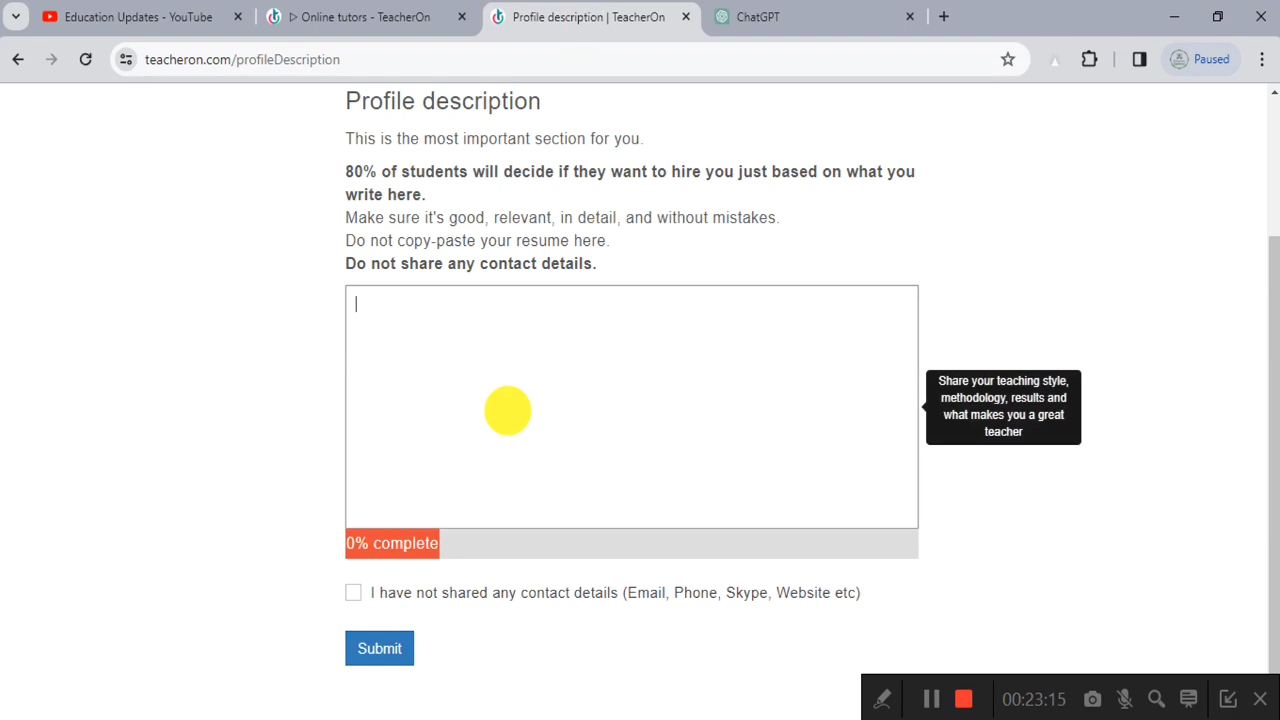 Education Updates - YouTube
▷ Online tutors - TeacherOn
Profile description | TeacherOn
ChatGPT
teacheron.com/profileDescription
Paused
Profile description
This is the most important section for you.
80% of students will decide if they want to hire you just based on what you
write here.
Make sure it's good, relevant, in detail, and without mistakes.
Do not copy-paste your resume here.
Do not share any contact details.
Share your teaching style,
methodology, results and
what makes you a great
teacher
0% complete
I have not shared any contact details (Email, Phone, Skype, Website etc)
Submit
00:23:15